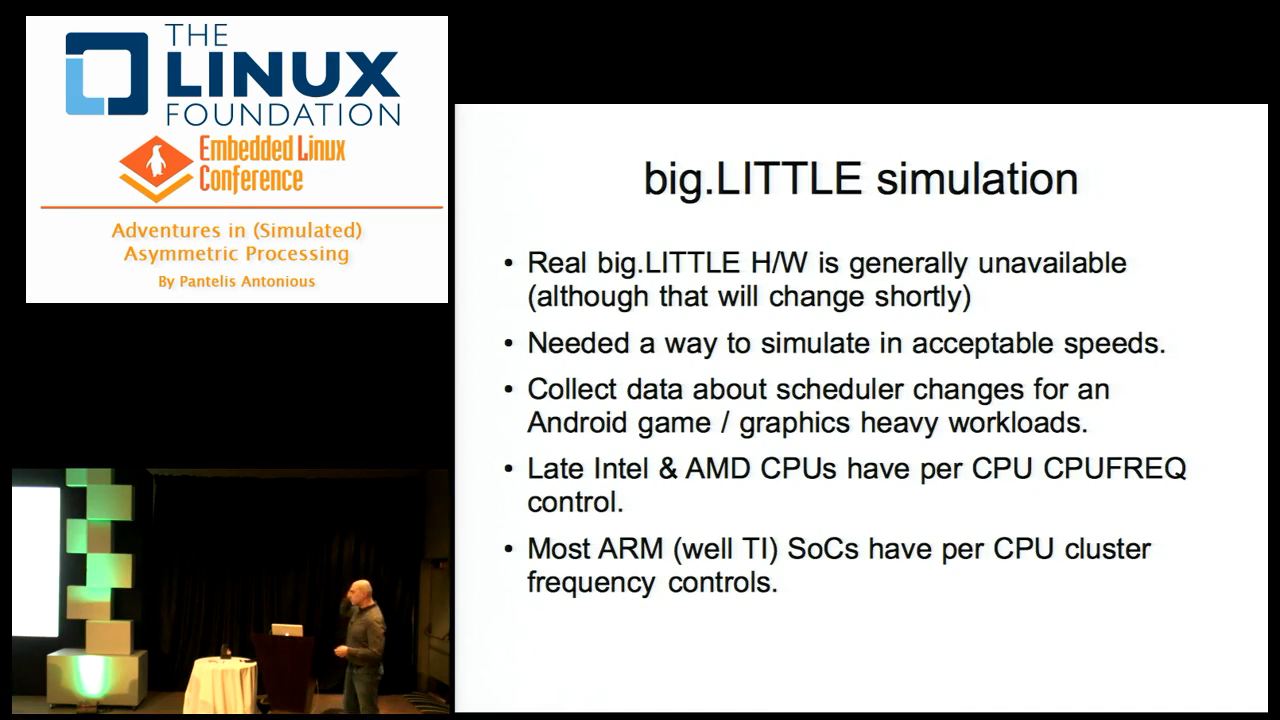 THE
LINUX
FOUNDATION
Embedded Linux
Conference
Adventures in (Simulated)
Asymmetric Processing
By Pantelis Antonious
big.LITTLE simulation
• Real big.LITTLE H/W is generally unavailable
(although that will change shortly)
• Needed a way to simulate in acceptable speeds.
• Collect data about scheduler changes for an
Android game / graphics heavy workloads.
• Late Intel & AMD CPUs have per CPU CPUFREQ
control.
• Most ARM (well TI) SoCs have per CPU cluster
frequency controls.